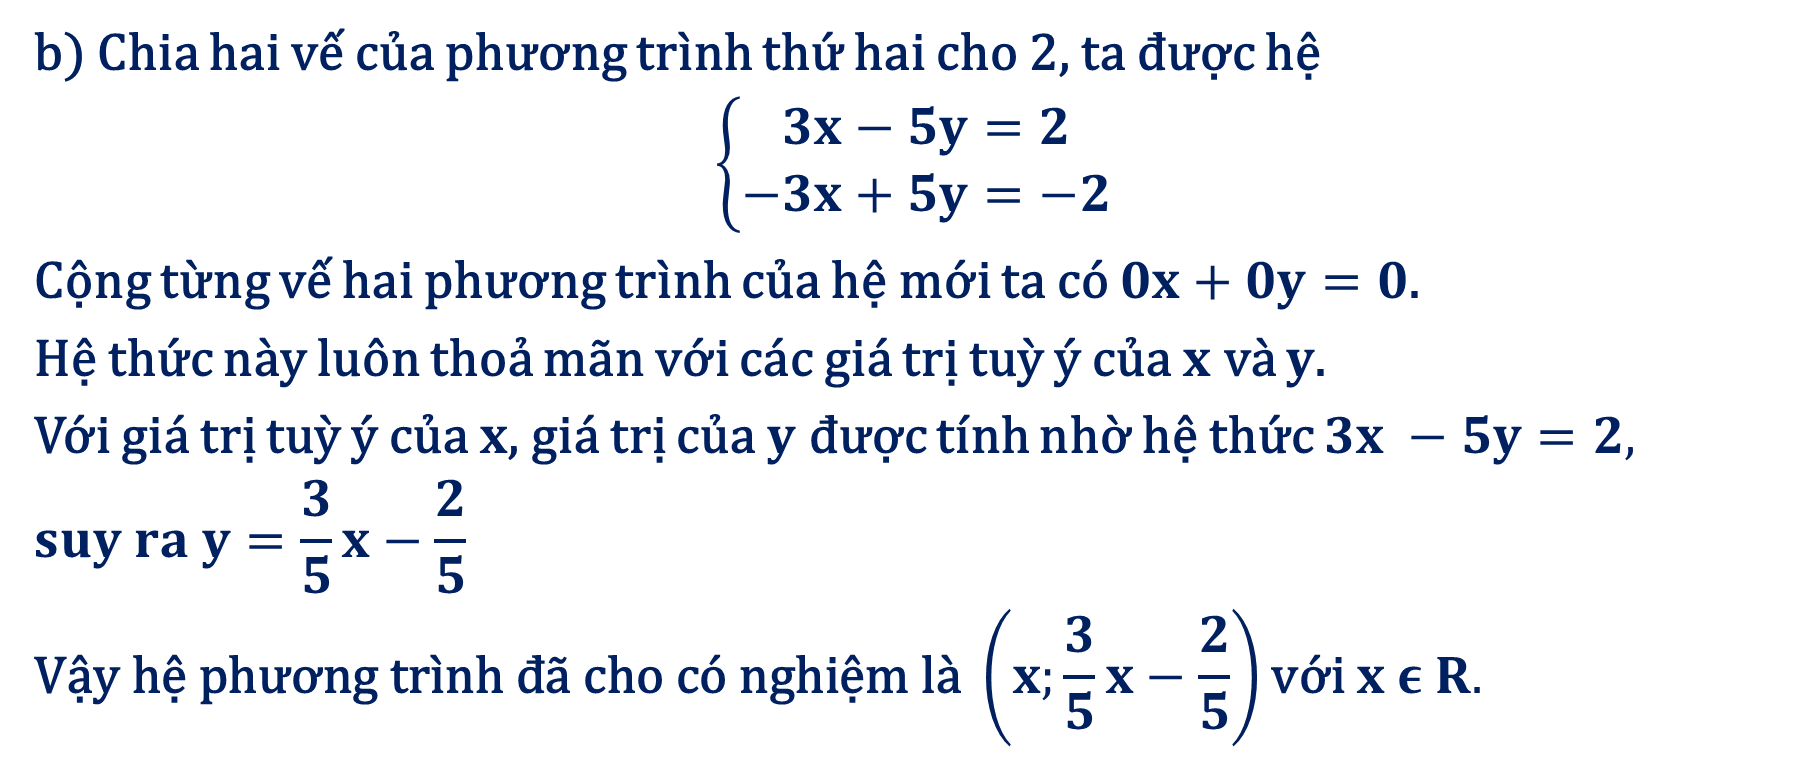 b) Chia hai vế của phương trình thứ hai cho 2, ta được hệ
{ 3x − 5y = 2
−3x + 5y = −2
Cộng từng vế hai phương trình của hệ mới ta có 0x + 0y = 0.
Hệ thức này luôn thoả mãn với các giá trị tuỳ ý của x và y.
Với giá trị tuỳ ý của x, giá trị của y được tính nhờ hệ thức 3x − 5y = 2,
suy ra y = 3/5 x − 2/5
Vậy hệ phương trình đã cho có nghiệm là (x; 3/5 x − 2/5) với x ϵ R.